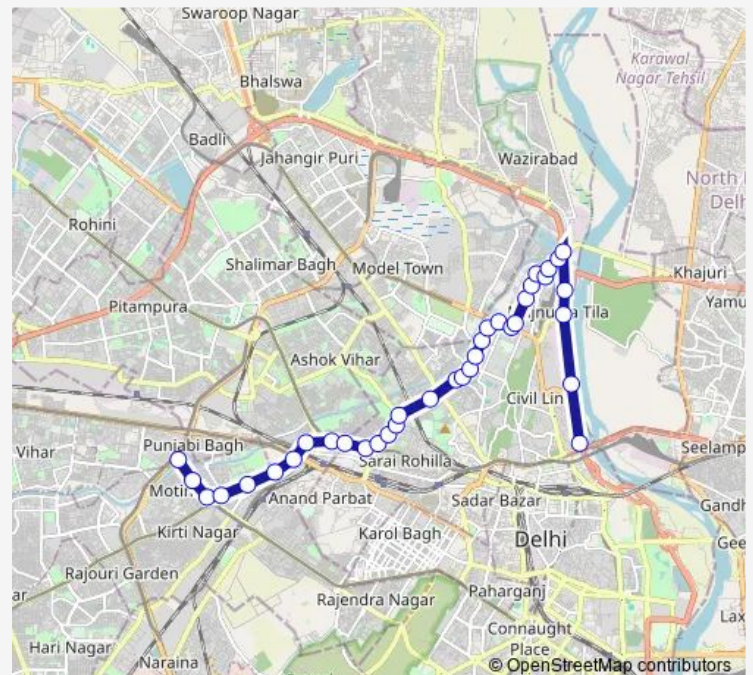 Swaroop Nagar
Karawal
Nagar Tehsil
Bhalswa
Badli
Jahangir Puri
Wazirabad
North
Rohini
Shalimar Bagh
Model Town
Khajuri
Pitampura
Tila
Yamu
Ashok Vihar
Civil Lin
Vihar
Punjabi Bagh
Seelamp
Sarai Rohilla
Moti
Anand Parbat
Sadar Bazar
Gandh
Kirti Nagar
Karol Bagh
Delhi
Gee
Rajouri Garden
ar
Rajendra Nagar
Paharganj
Lax
Connaught
Place
Hari Nagar
Naraina
© OpenStreetMap contributors